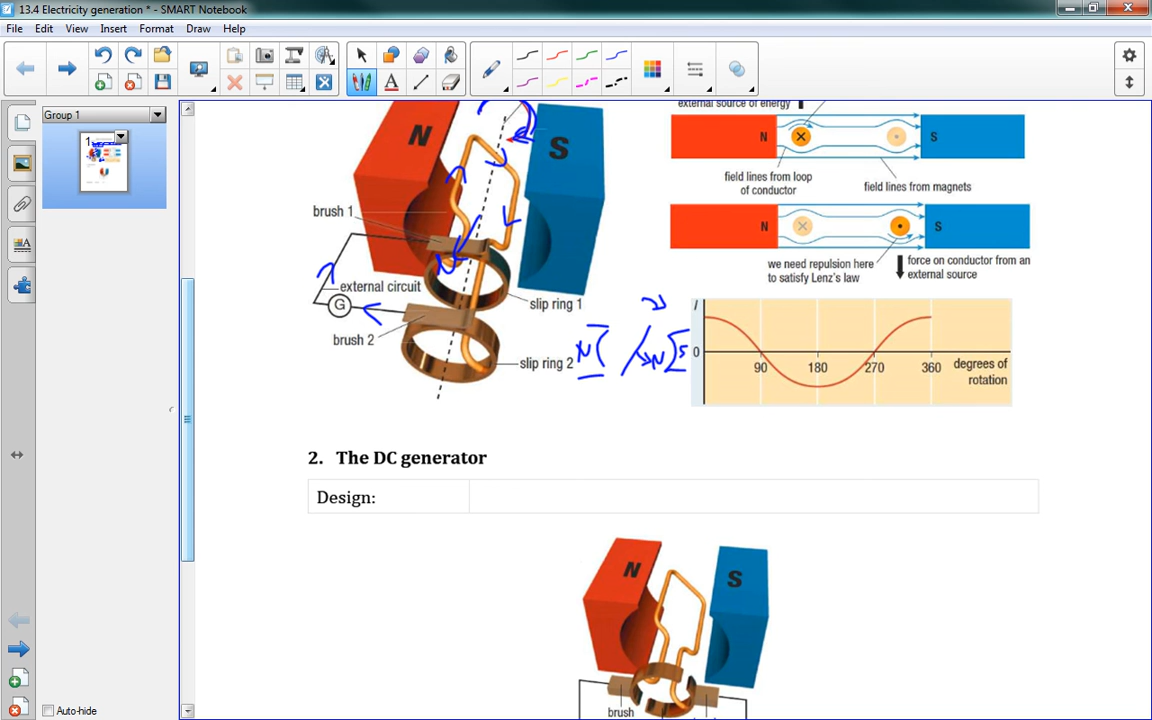 13.4 Electricity generation * - SMART Notebook
File Edit View Insert Format Draw Help
Group 1
1
external source of energy
N
S
N
S
field lines from loop
of conductor
field lines from magnets
brush 1
N
S
we need repulsion here
to satisfy Lenz's law
force on conductor from an
external source
external circuit
G
slip ring 1
brush 2
slip ring 2
N
N
N
S
I
0
90 180 270 360
degrees of
rotation
2. The DC generator
Design:
N
S
brush
Auto-hide